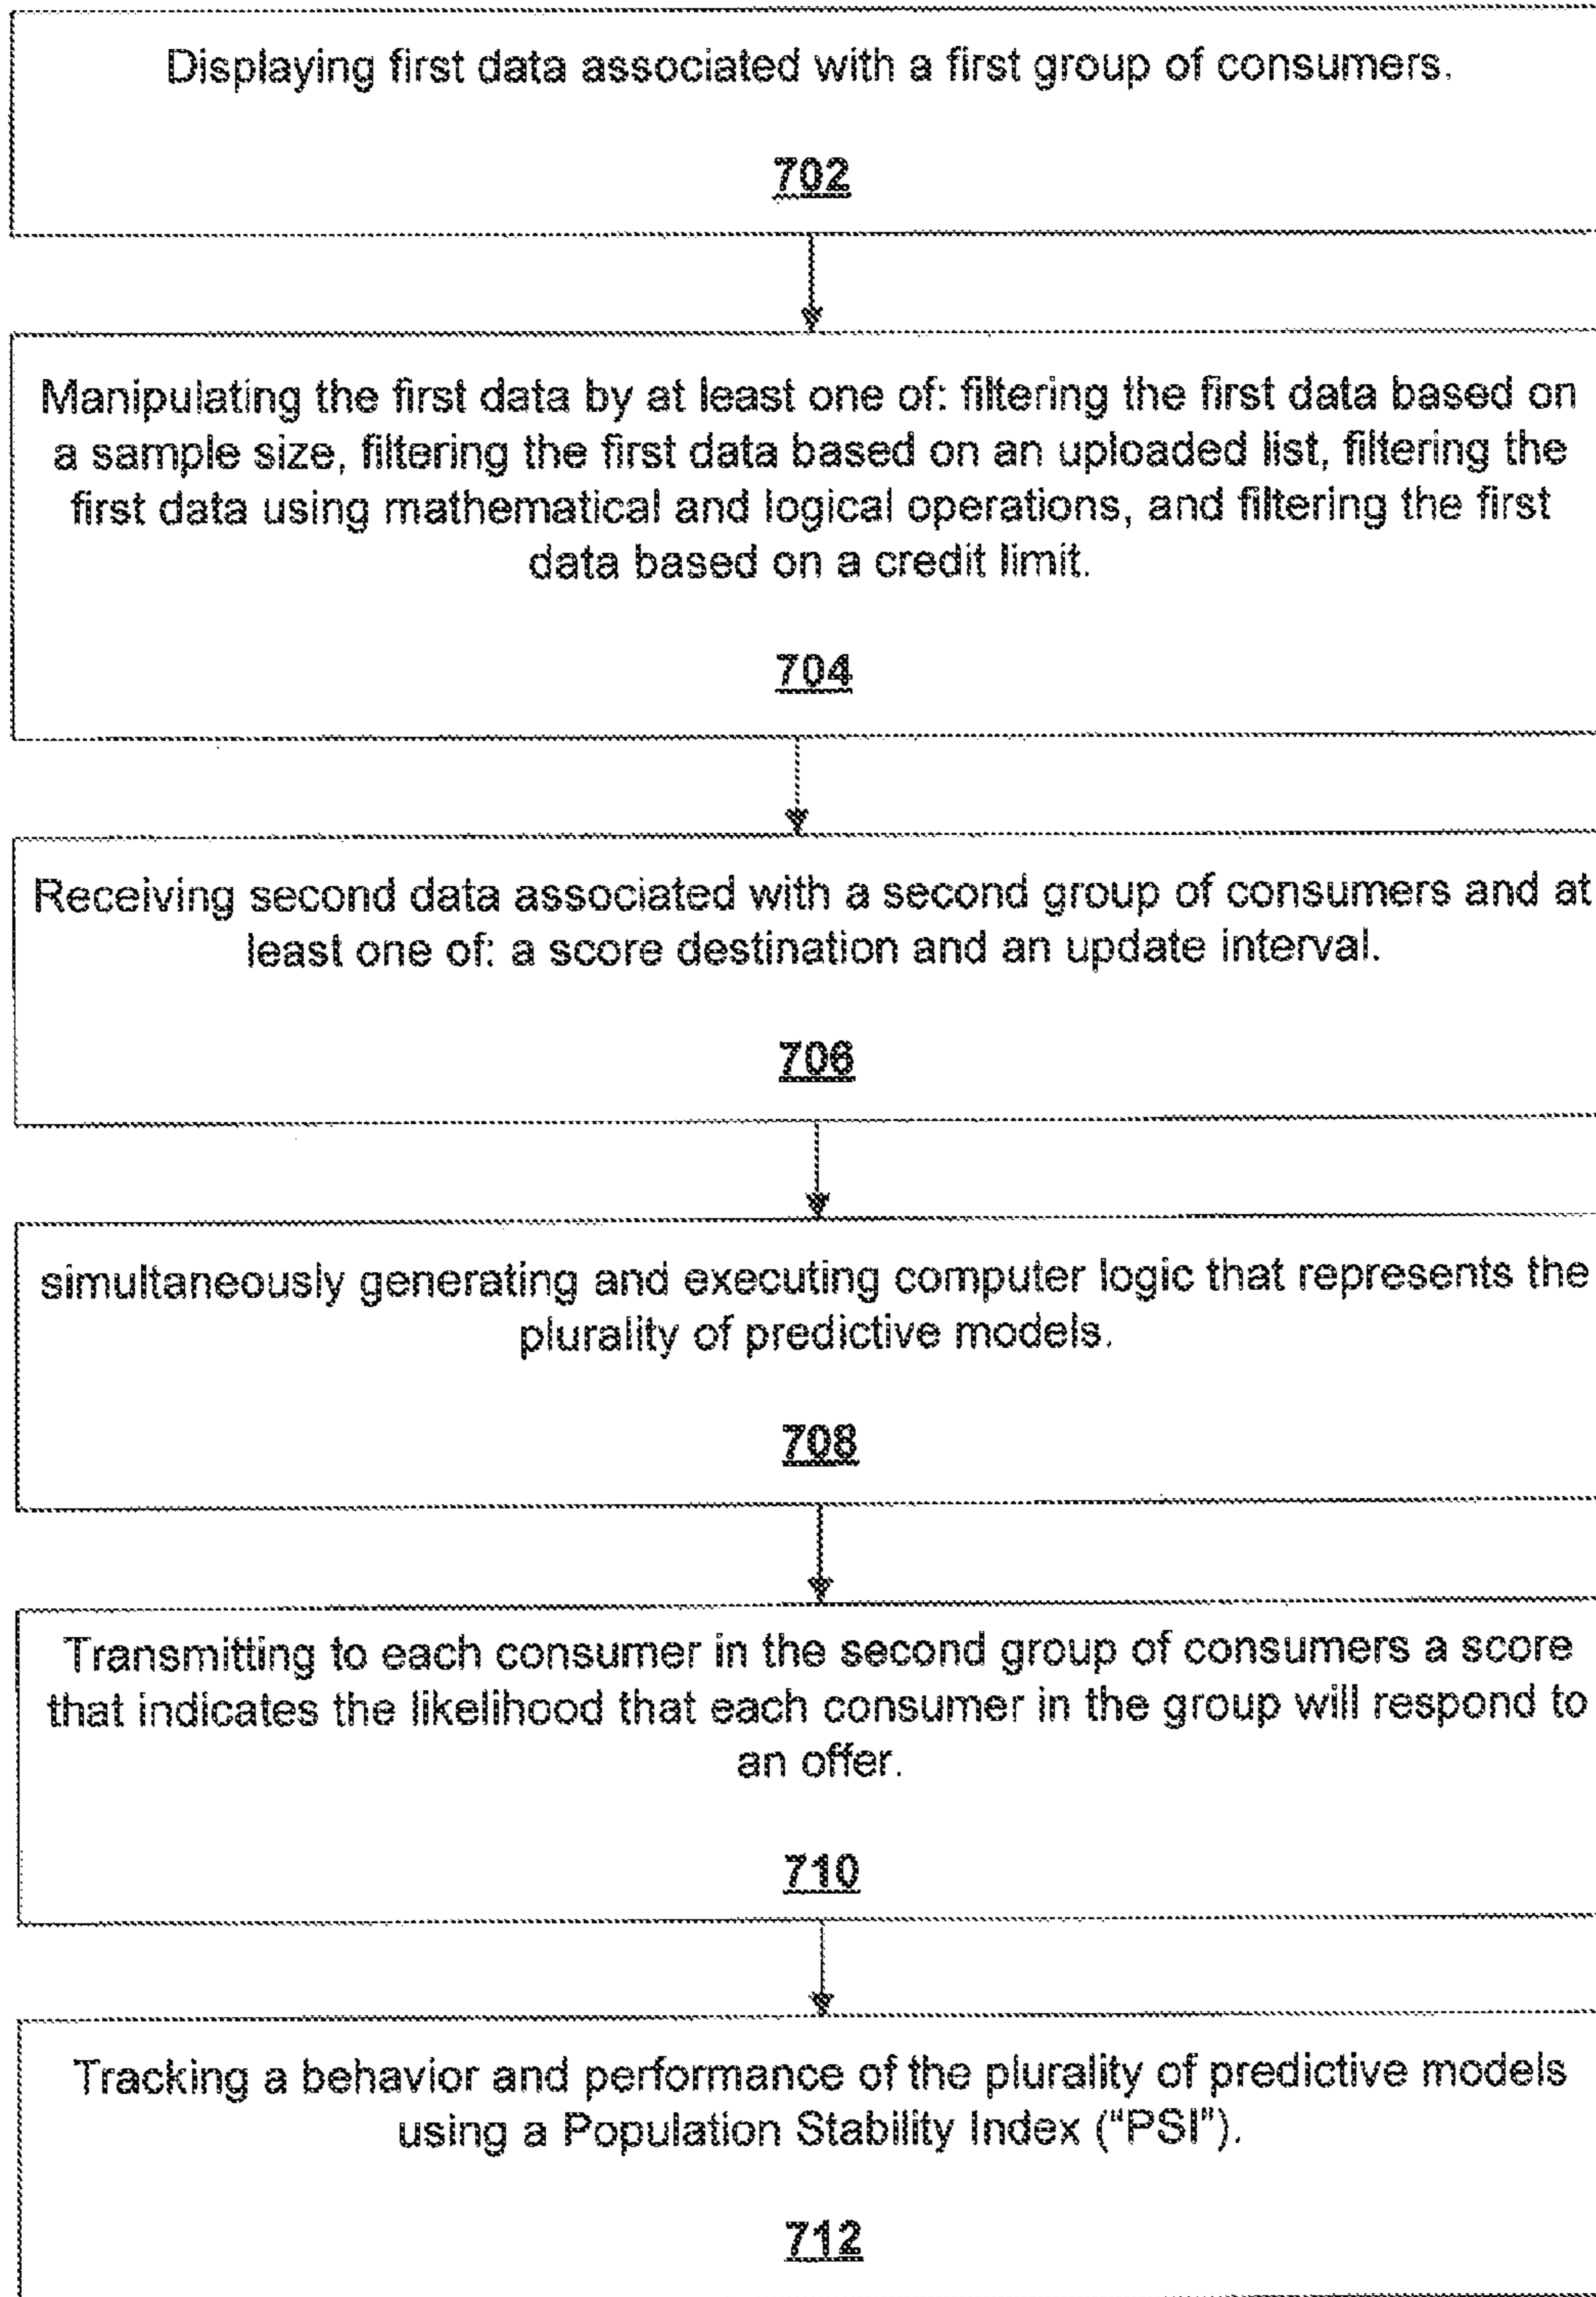 Displaying first data associated with a first group of consumers.
702
Manipulating the first data by at least one of: filtering the first data based on
a sample size, filtering the first data based on an uploaded list, filtering the
first data using mathematical and logical operations, and filtering the first
data based on a credit limit.
704
Receiving second data associated with a second group of consumers and at
least one of: a score destination and an update interval.
706
simultaneously generating and executing computer logic that represents the
plurality of predictive models.
708
Transmitting to each consumer in the second group of consumers a score
that indicates the likelihood that each consumer in the group will respond to
an offer.
710
Tracking a behavior and performance of the plurality of predictive models
using a Population Stability Index ("PSI").
712